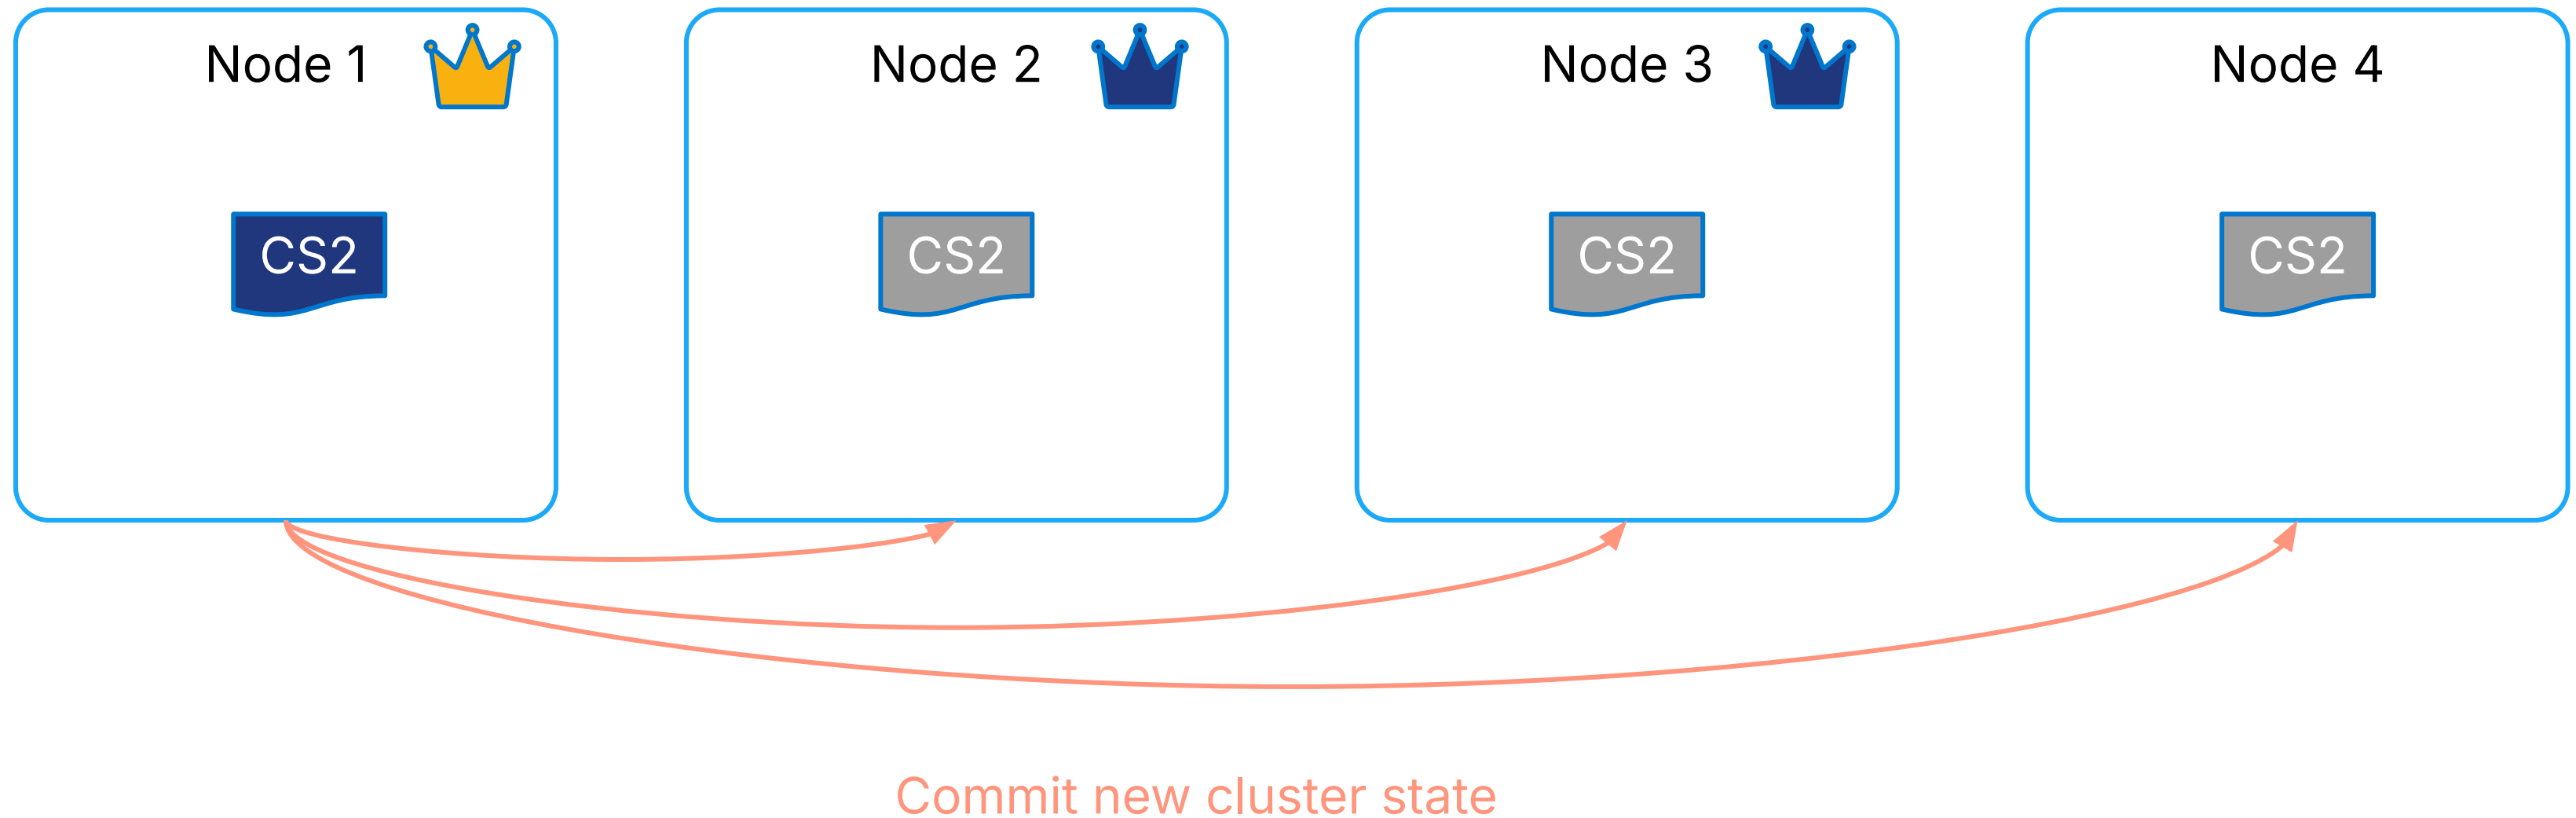 Node 1
Node 2
Node 3
Node 4
CS2
CS2
CS2
CS2
Commit new cluster state